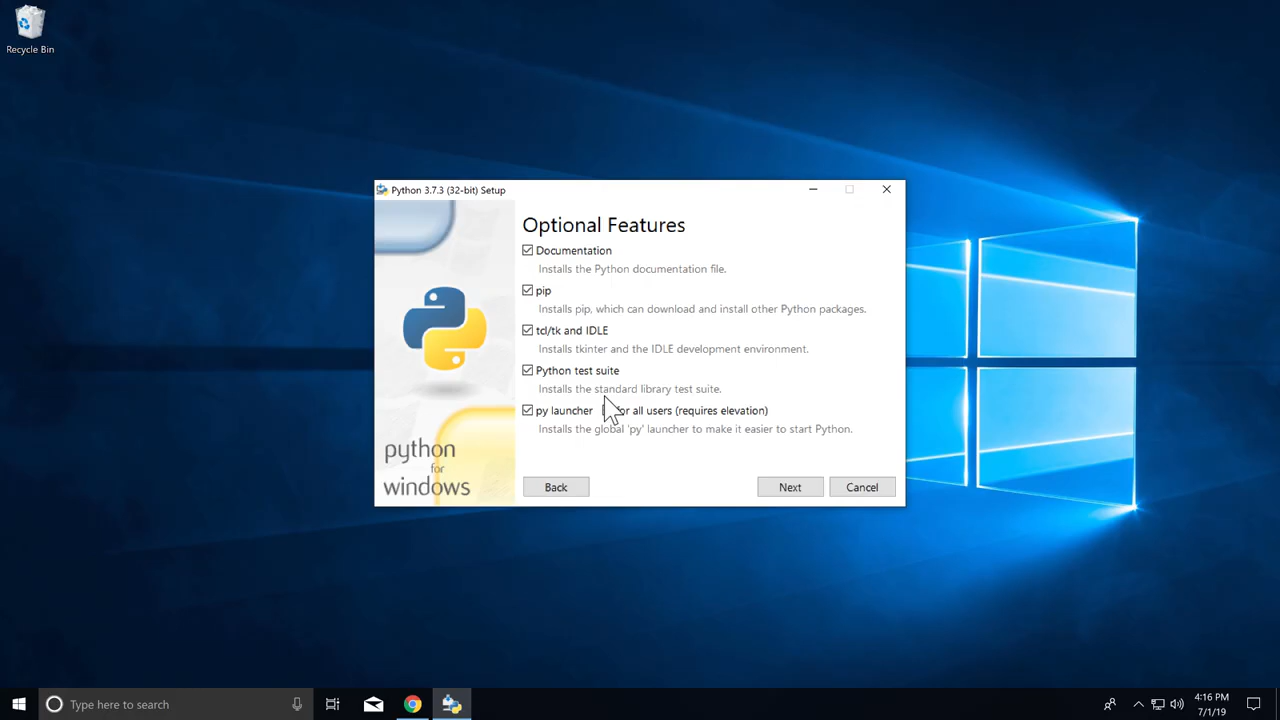 Recycle Bin
Python 3.7.3 (32-bit) Setup
Optional Features
Documentation
Installs the Python documentation file.
pip
Installs pip, which can download and install other Python packages.
tcl/tk and IDLE
Installs tkinter and the IDLE development environment.
Python test suite
Installs the standard library test suite.
py launcher for all users (requires elevation)
Installs the global 'py' launcher to make it easier to start Python.
python
for
windows
Back
Next
Cancel
Type here to search
4:16 PM
7/1/19